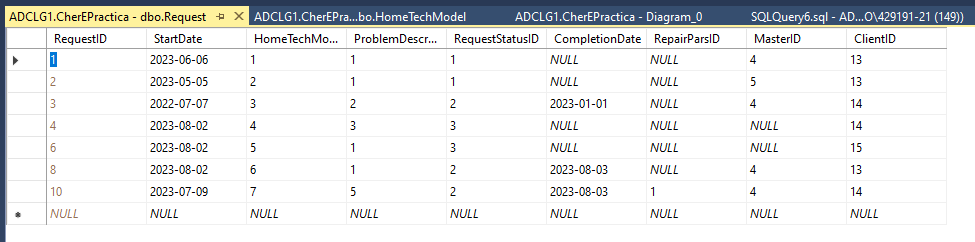 ADCLG1.CherEPractica - dbo.Request ADCLG1.CherEPra...bo.HomeTechModel ADCLG1.CherEPractica - Diagram_0 SQLQuery6.sql - AD...O\429191-21 (149))
RequestID StartDate HomeTechMo... ProblemDescr... RequestStatusID CompletionDate RepairParsID MasterID ClientID
1 2023-06-06 1 1 1 NULL NULL 4 13
2 2023-05-05 2 1 1 NULL NULL 5 13
3 2022-07-07 3 2 2 2023-01-01 NULL 4 14
4 2023-08-02 4 3 3 NULL NULL NULL 14
6 2023-08-02 5 1 3 NULL NULL NULL 15
8 2023-08-02 6 1 2 2023-08-03 NULL 4 13
10 2023-07-09 7 5 2 2023-08-03 1 4 14
NULL NULL NULL NULL NULL NULL NULL NULL NULL